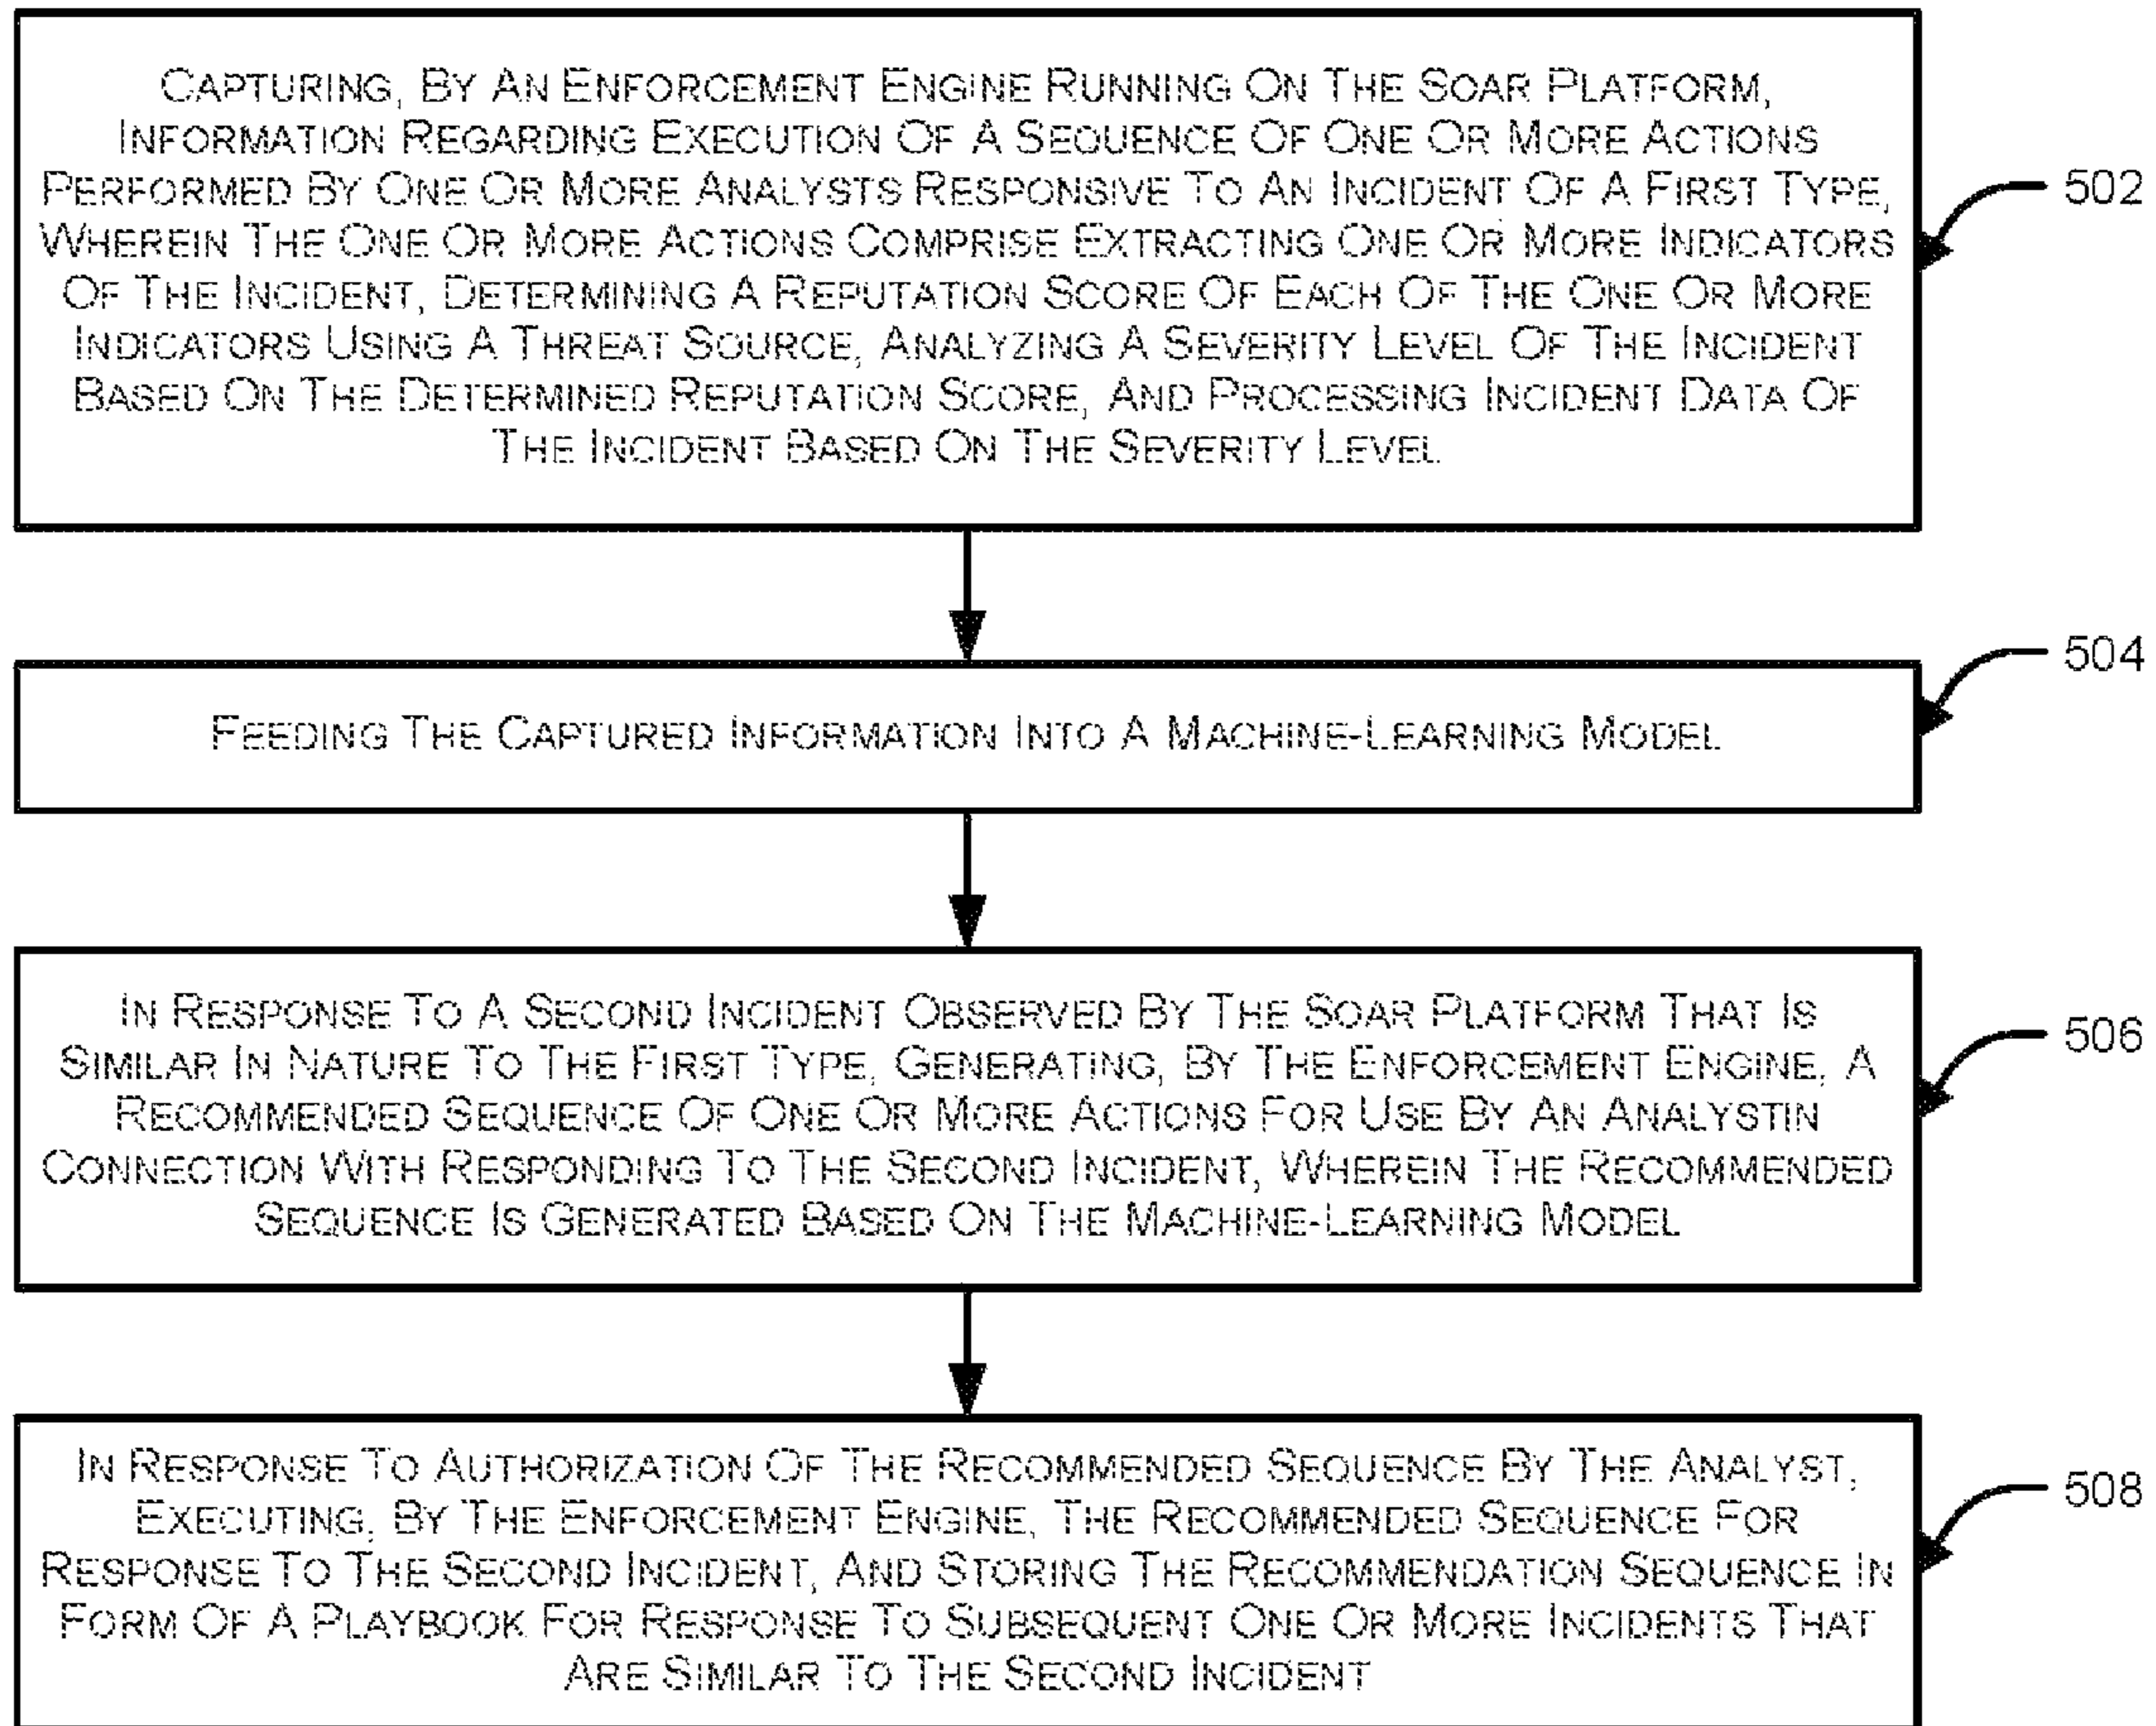 CAPTURING, BY AN ENFORCEMENT ENGINE RUNNING ON THE SOAR PLATFORM,
INFORMATION REGARDING EXECUTION OF A SEQUENCE OF ONE OR MORE ACTIONS
PERFORMED BY ONE OR MORE ANALYSTS RESPONSIVE TO AN INCIDENT OF A FIRST TYPE,
WHEREIN THE ONE OR MORE ACTIONS COMPRISE EXTRACTING ONE OR MORE INDICATORS
OF THE INCIDENT, DETERMINING A REPUTATION SCORE OF EACH OF THE ONE OR MORE
INDICATORS USING A THREAT SOURCE, ANALYZING A SEVERITY LEVEL OF THE INCIDENT
BASED ON THE DETERMINED REPUTATION SCORE, AND PROCESSING INCIDENT DATA OF
THE INCIDENT BASED ON THE SEVERITY LEVEL
502
FEEDING THE CAPTURED INFORMATION INTO A MACHINE-LEARNING MODEL
504
IN RESPONSE TO A SECOND INCIDENT OBSERVED BY THE SOAR PLATFORM THAT IS
SIMILAR IN NATURE TO THE FIRST TYPE, GENERATING, BY THE ENFORCEMENT ENGINE, A
RECOMMENDED SEQUENCE OF ONE OR MORE ACTIONS FOR USE BY AN ANALYSTIN
CONNECTION WITH RESPONDING TO THE SECOND INCIDENT, WHEREIN THE RECOMMENDED
SEQUENCE IS GENERATED BASED ON THE MACHINE-LEARNING MODEL
506
IN RESPONSE TO AUTHORIZATION OF THE RECOMMENDED SEQUENCE BY THE ANALYST,
EXECUTING, BY THE ENFORCEMENT ENGINE, THE RECOMMENDED SEQUENCE FOR
RESPONSE TO THE SECOND INCIDENT, AND STORING THE RECOMMENDATION SEQUENCE IN
FORM OF A PLAYBOOK FOR RESPONSE TO SUBSEQUENT ONE OR MORE INCIDENTS THAT
ARE SIMILAR TO THE SECOND INCIDENT
508